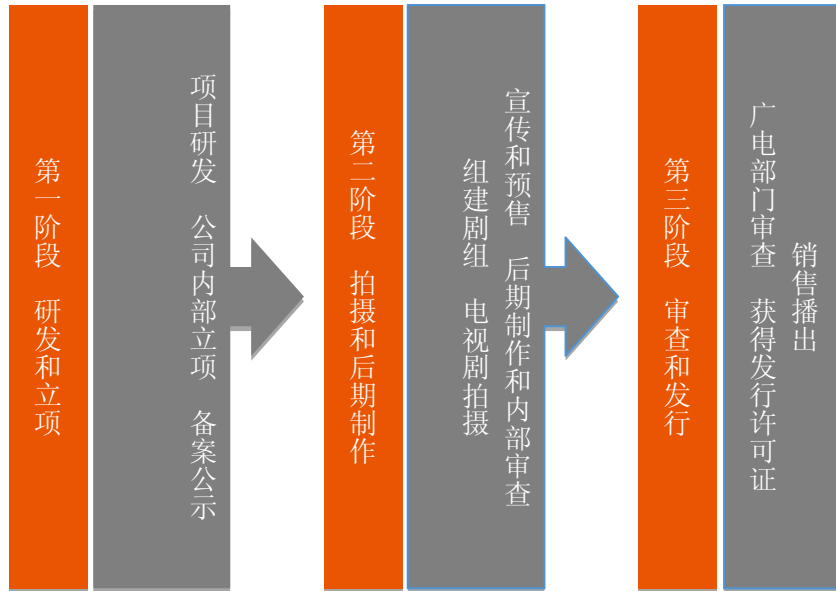 第一阶段 研发和立项
项目研发 公司内部立项 备案公示
第二阶段 拍摄和后期制作
组建剧组 电视剧拍摄
宣传和预售 后期制作和内部审查
第三阶段 审查和发行
广电部门审查 获得发行许可证
销售播出